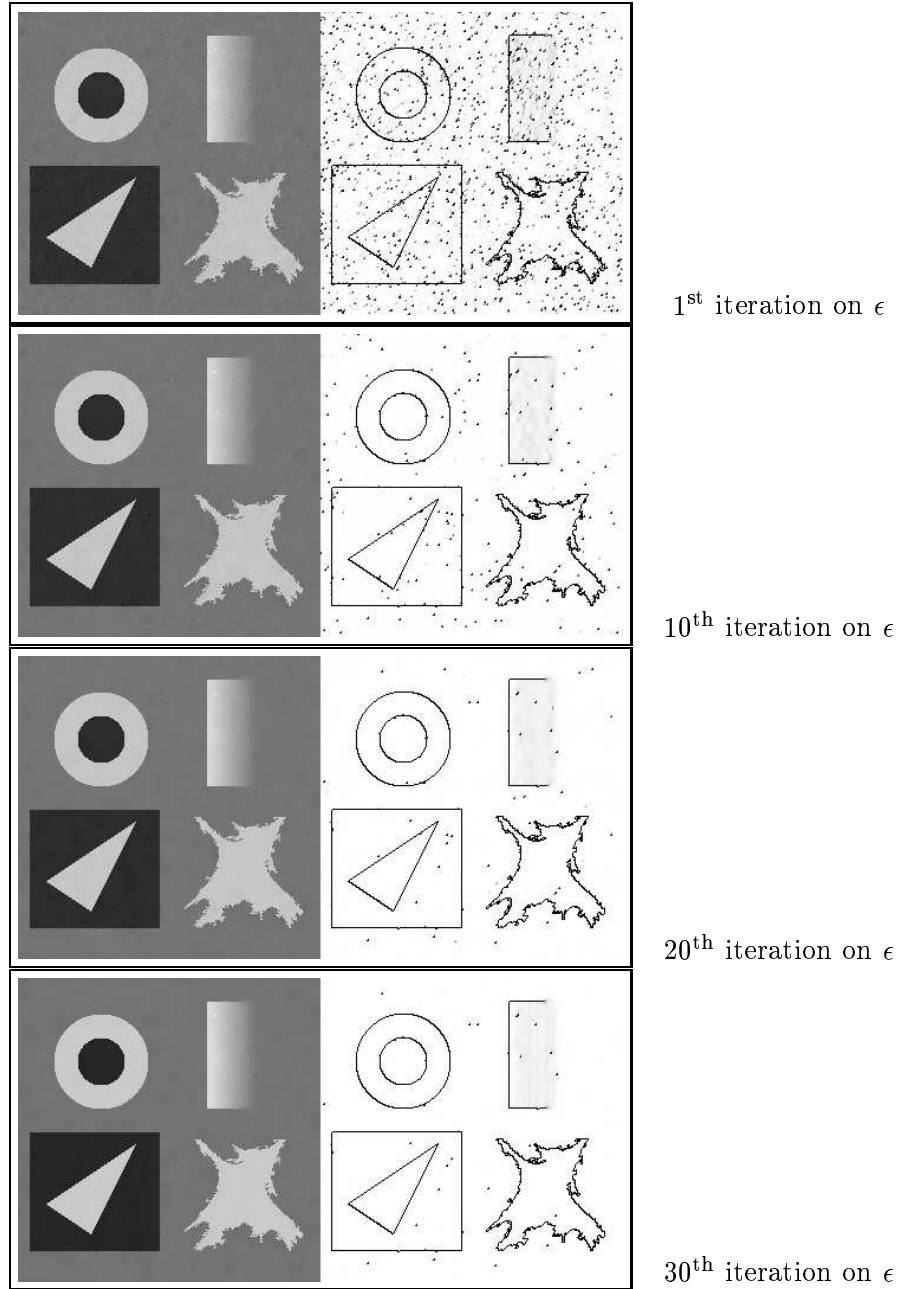 1st iteration on ϵ
10th iteration on ϵ
20th iteration on ϵ
30th iteration on ϵ